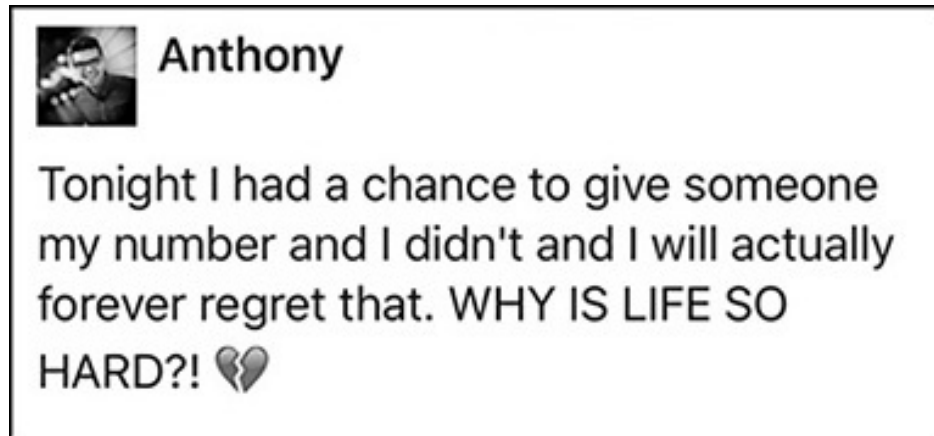 Anthony
Tonight I had a chance to give someone
my number and I didn't and I will actually
forever regret that. WHY IS LIFE SO
HARD?! 💔